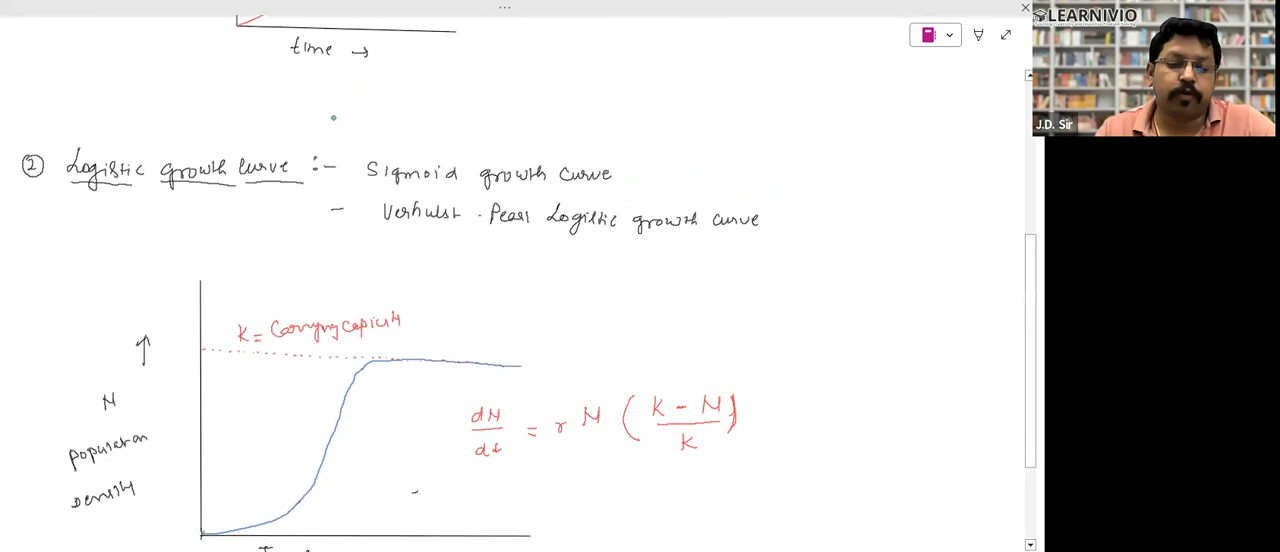 LEARNIVIO
J.D. Sir
time →
② Logistic growth curve :- Sigmoid growth curve
- Verhulst . Pearl Logistic growth curve
K = Carrying
↑
N
population
density
dN/dt = r N ( K - N / K )